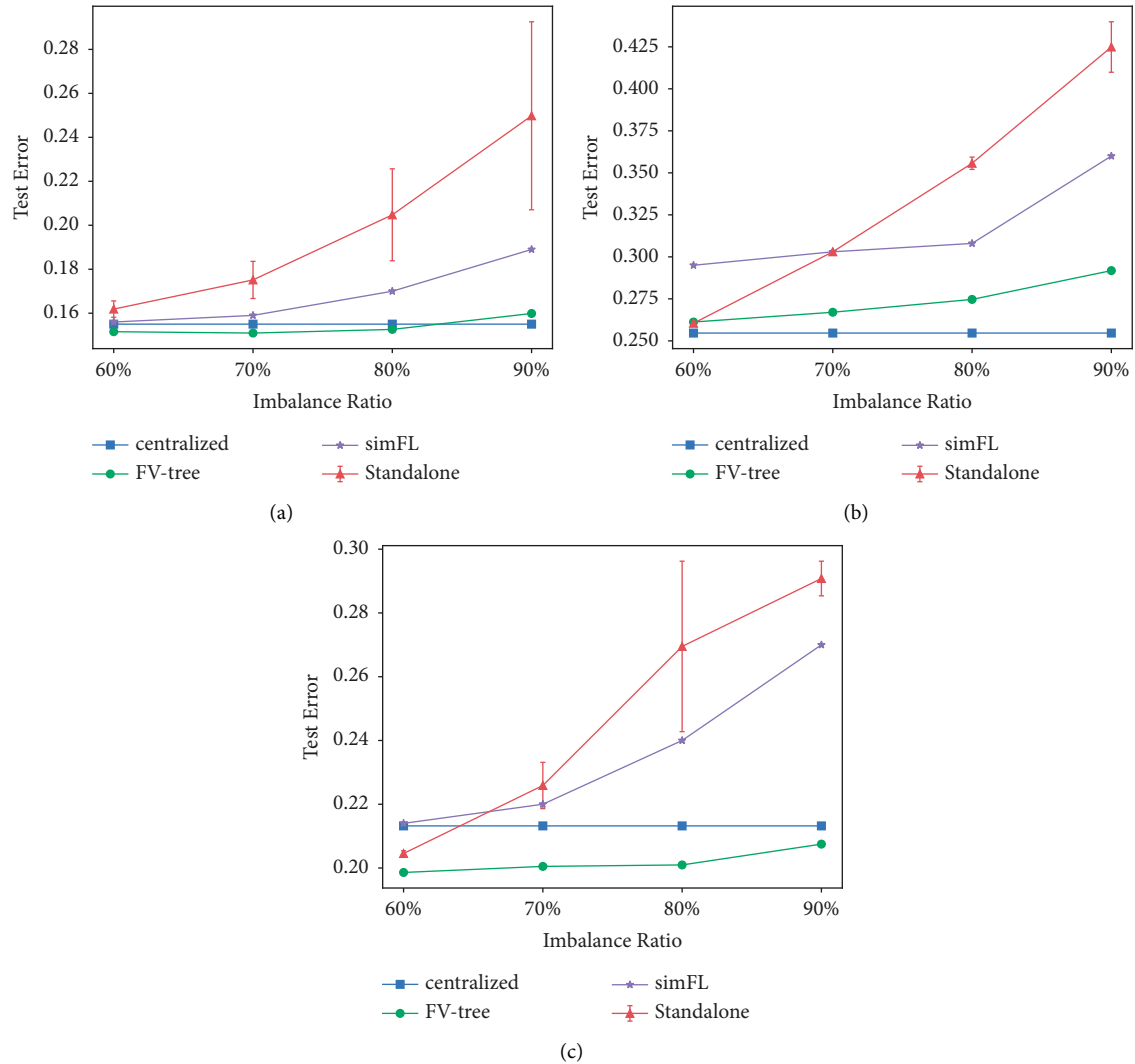 0.28
0.26
0.24
0.22
0.20
0.18
0.16
Test Error
60% 70% 80% 90%
Imbalance Ratio
centralized simFL
FV-tree Standalone
(a)
0.425
0.400
0.375
0.350
0.325
0.300
0.275
0.250
Test Error
60% 70% 80% 90%
Imbalance Ratio
centralized simFL
FV-tree Standalone
(b)
0.30
0.28
0.26
0.24
0.22
0.20
Test Error
60% 70% 80% 90%
Imbalance Ratio
centralized simFL
FV-tree Standalone
(c)